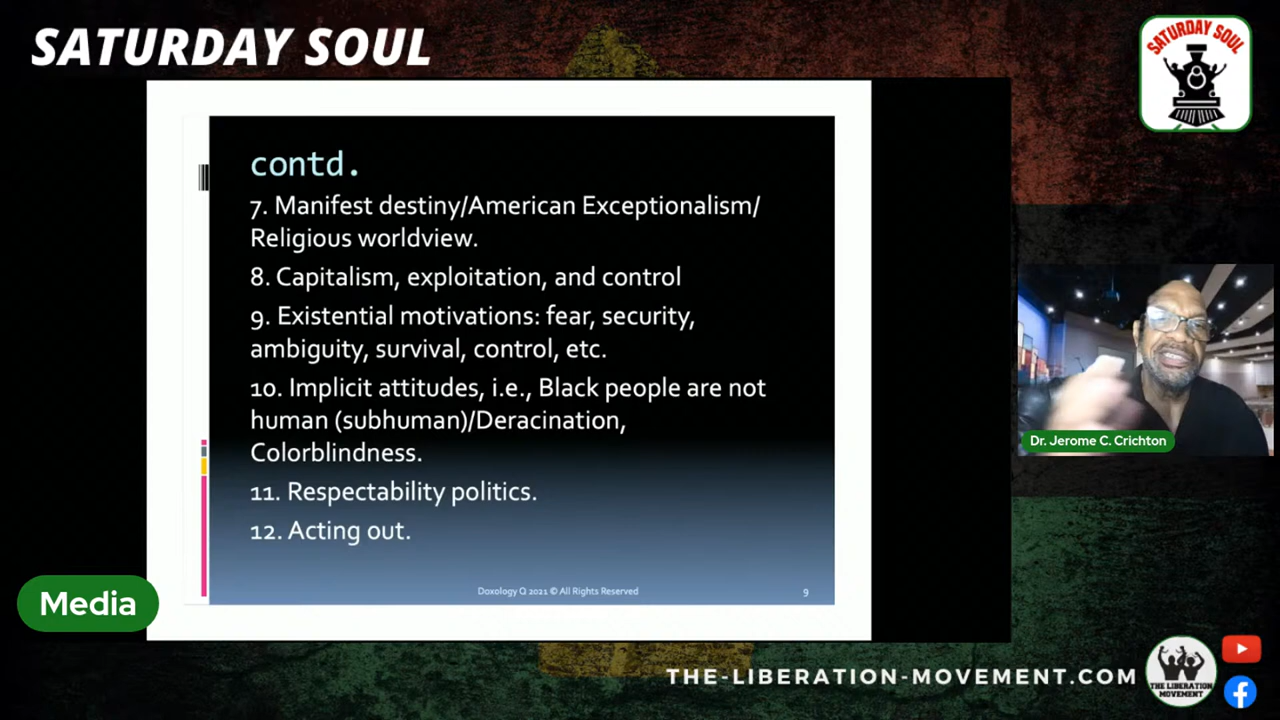 SATURDAY SOUL
SATURDAY SOUL
contd.
7. Manifest destiny/American Exceptionalism/
Religious worldview.
8. Capitalism, exploitation, and control
9. Existential motivations: fear, security,
ambiguity, survival, control, etc.
10. Implicit attitudes, i.e., Black people are not
human (subhuman)/Deracination,
Colorblindness.
11. Respectability politics.
12. Acting out.
Doxology Q 2021 © All Rights Reserved
9
Dr. Jerome C. Crichton
Media
THE-LIBERATION-MOVEMENT.COM
THE LIBERATION
MOVEMENT